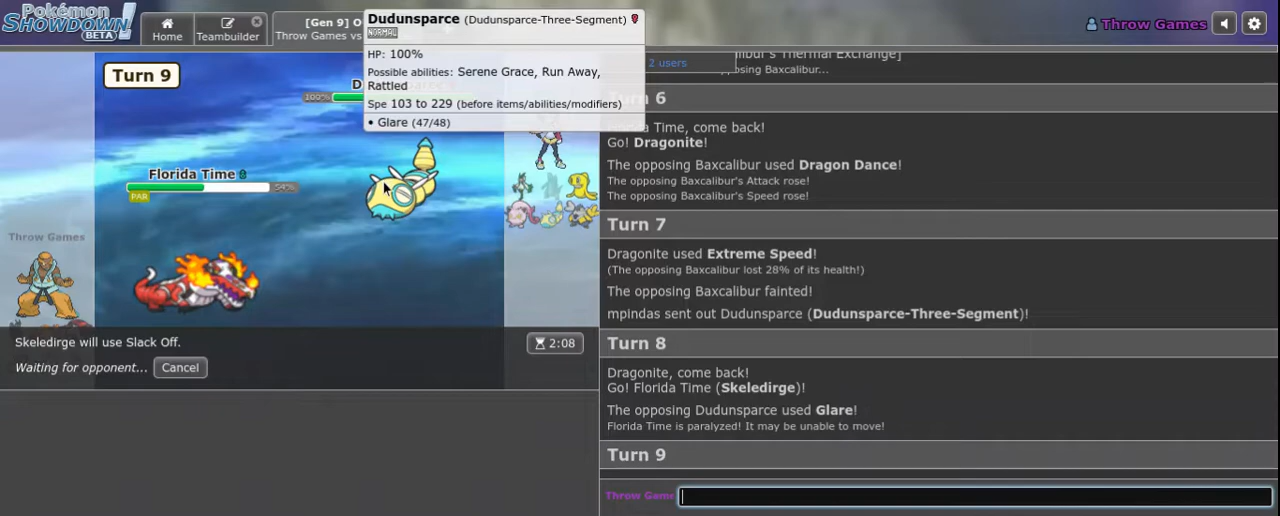 Pokémon
SHOWDOWN!
BETA
Home
Teambuilder
[Gen 9]
Throw Games vs
Throw Games
Dudunsparce (Dudunsparce-Three-Segment)
NORMAL
HP: 100%
Possible abilities: Serene Grace, Run Away,
Rattled
Spe 103 to 229 (before items/abilities/modifiers)
• Glare (47/48)
Turn 9
100%
Florida Time
54%
PAR
Throw Games
Skeledirge will use Slack Off.
Waiting for opponent... Cancel
2:08
2 users
Thermal Exchange]
Baxcalibur...
6
Time, come back!
Go! Dragonite!
The opposing Baxcalibur used Dragon Dance!
The opposing Baxcalibur's Attack rose!
The opposing Baxcalibur's Speed rose!
Turn 7
Dragonite used Extreme Speed!
(The opposing Baxcalibur lost 28% of its health!)
The opposing Baxcalibur fainted!
mpindas sent out Dudunsparce (Dudunsparce-Three-Segment)!
Turn 8
Dragonite, come back!
Go! Florida Time (Skeledirge)!
The opposing Dudunsparce used Glare!
Florida Time is paralyzed! It may be unable to move!
Turn 9
Throw Game